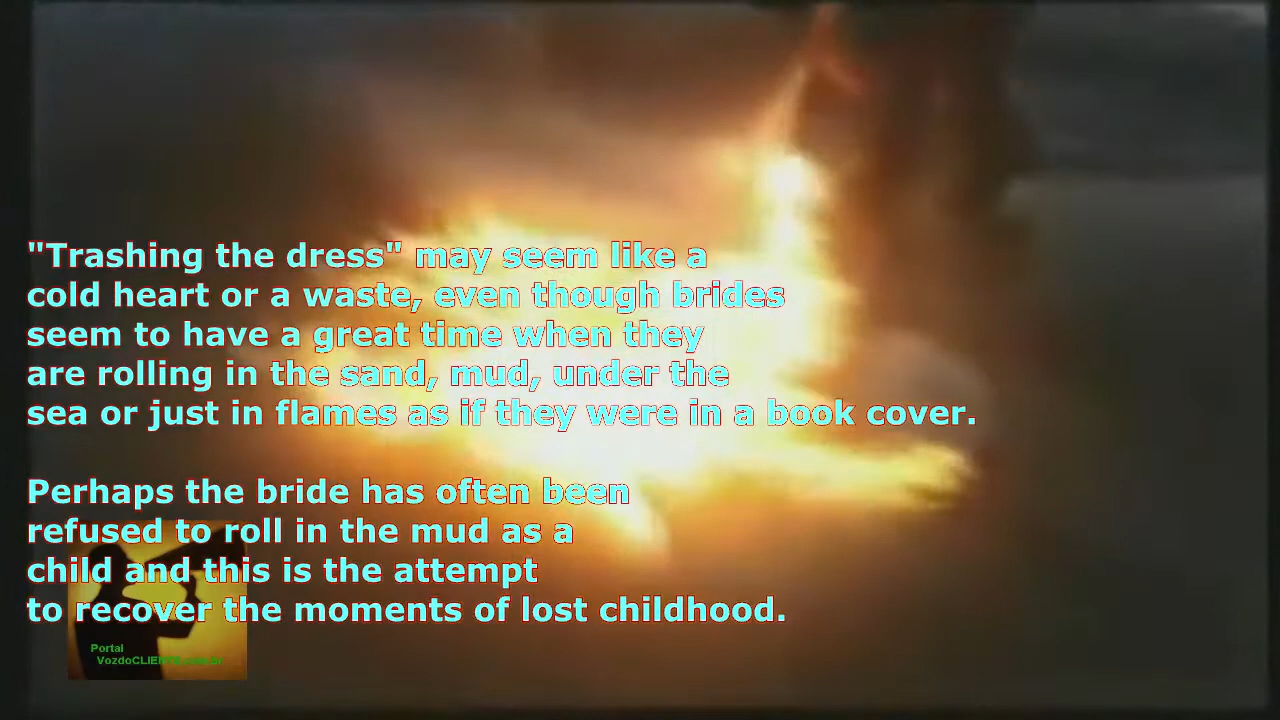 "Trashing the dress" may seem like a
cold heart or a waste, even though brides
seem to have a great time when they
are rolling in the sand, mud, under the
sea or just in flames as if they were in a book cover.
Perhaps the bride has often been
refused to roll in the mud as a
child and this is the attempt
to recover the moments of lost childhood.
Portal
VozdoCLIENTE.com.br